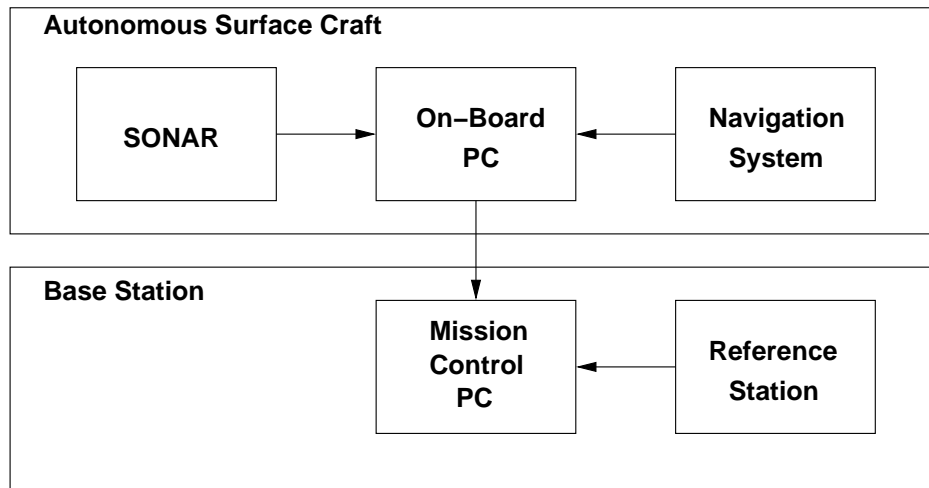 Autonomous Surface Craft
SONAR
On−Board
PC
Navigation
System
Base Station
Mission
Control
PC
Reference
Station